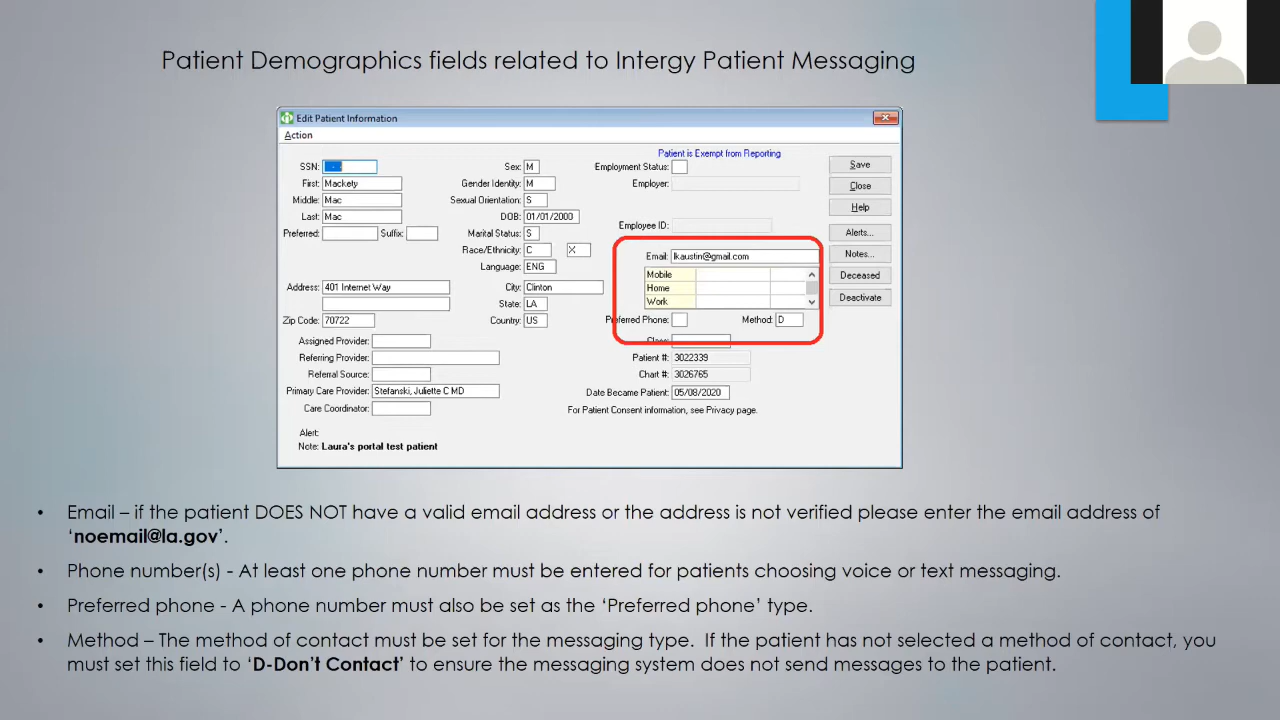 Patient Demographics fields related to Intergy Patient Messaging
Edit Patient Information
Action
Patient is Exempt from Reporting
SSN: - -
Sex: M
Employment Status:
Save
First: Mackety
Gender Identity: M
Employer:
Close
Middle: Mac
Sexual Orientation: S
Help
Last: Mac
DOB: 01/01/2000
Employee ID:
Preferred:
Suffix:
Marital Status: S
Alerts...
Race/Ethnicity: C X
Email: lkaustin@gmail.com
Notes...
Language: ENG
Mobile
Deceased
Address: 401 Internet Way
City: Clinton
Home
State: LA
Work
Deactivate
Zip Code: 70722
Country: US
Preferred Phone:
Method: D
Assigned Provider:
Class:
Referring Provider:
Patient #: 3022339
Referral Source:
Chart #: 3026765
Primary Care Provider: Stefanski, Juliette C MD
Date Became Patient: 05/08/2020
Care Coordinator:
For Patient Consent information, see Privacy page.
Alert:
Note: Laura's portal test patient
• Email – if the patient DOES NOT have a valid email address or the address is not verified please enter the email address of
‘noemail@la.gov’.
• Phone number(s) - At least one phone number must be entered for patients choosing voice or text messaging.
• Preferred phone - A phone number must also be set as the ‘Preferred phone’ type.
• Method – The method of contact must be set for the messaging type. If the patient has not selected a method of contact, you
must set this field to ‘D-Don’t Contact’ to ensure the messaging system does not send messages to the patient.